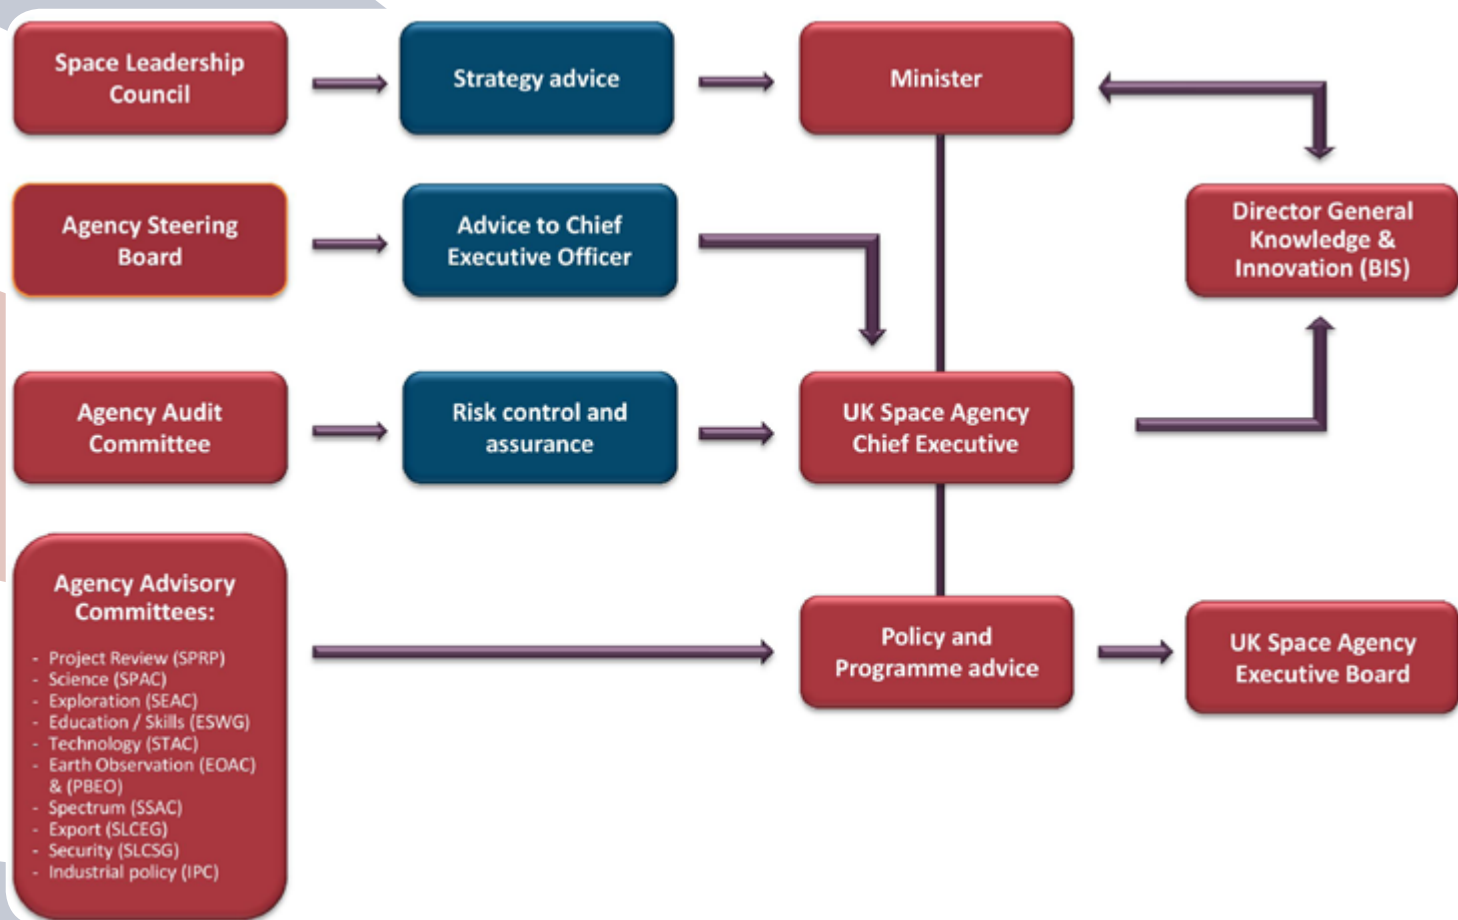 Space Leadership
Council
Strategy advice
Minister
Agency Steering
Board
Advice to Chief
Executive Officer
Director General
Knowledge &
Innovation (BIS)
Agency Audit
Committee
Risk control and
assurance
UK Space Agency
Chief Executive
Agency Advisory
Committees:
- Project Review (SPRP)
- Science (SPAC)
- Exploration (SEAC)
- Education / Skills (ESWG)
- Technology (STAC)
- Earth Observation (EOAC)
& (PBEO)
- Spectrum (SSAC)
- Export (SLCEG)
- Security (SLCSG)
- Industrial policy (IPC)
Policy and
Programme advice
UK Space Agency
Executive Board